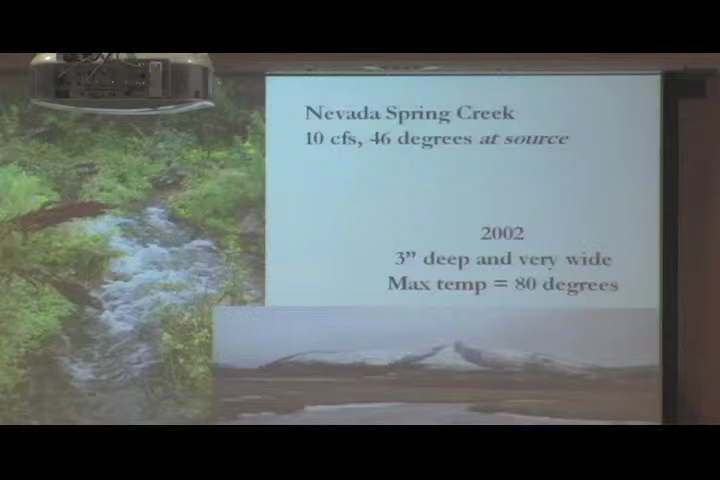 Nevada Spring Creek
10 cfs, 46 degrees at source
2002
3” deep and very wide
Max temp = 80 degrees